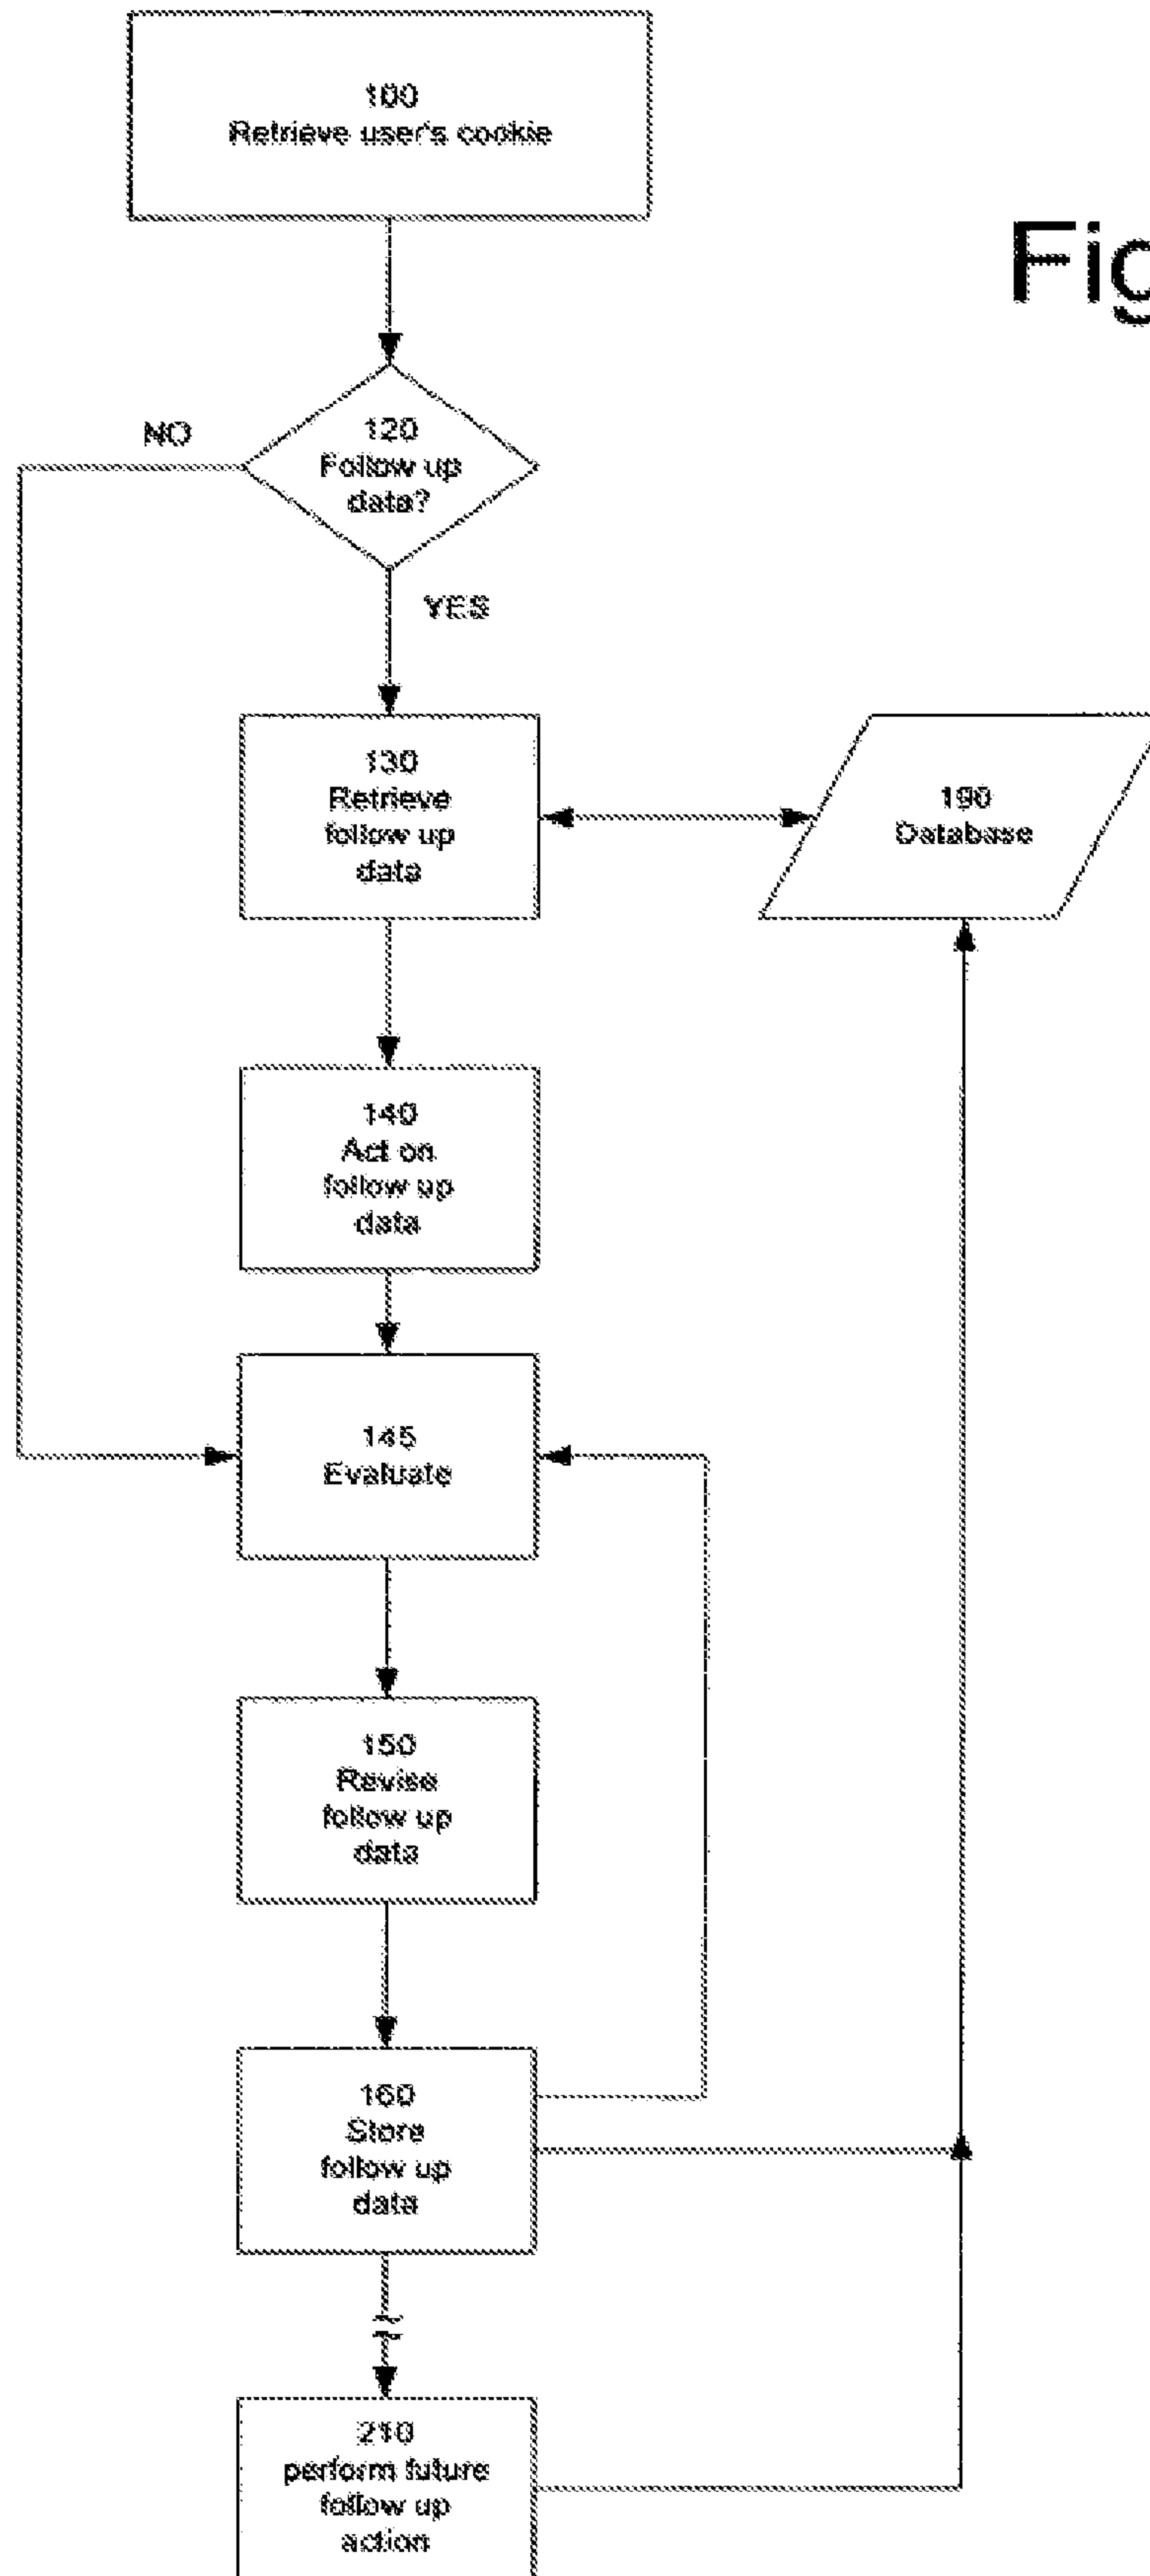 100
Retrieve user's cookie
Fig
NO
120
Follow up
data?
YES
130
Retrieve
follow up
data
190
Database
140
Act on
follow up
data
145
Evaluate
150
Revise
follow up
data
160
Store
follow up
data
210
perform future
follow up
action